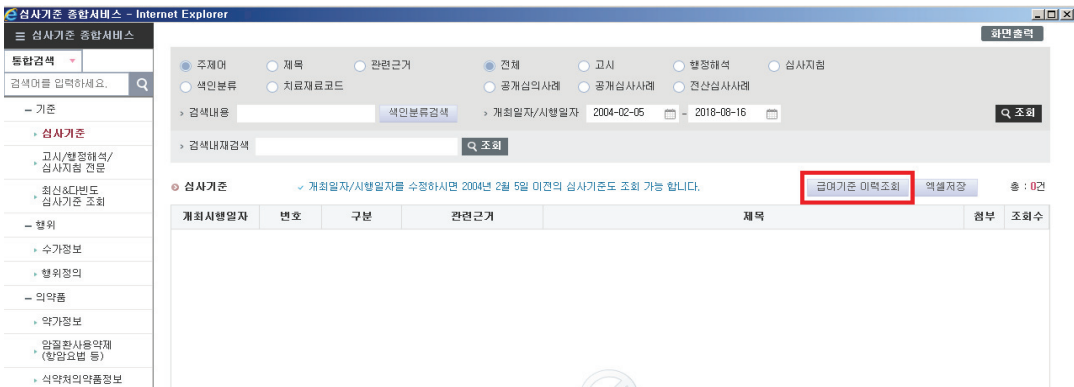 심사기준 종합서비스 - Internet Explorer
심사기준 종합서비스
화면출력
통합검색
검색어를 입력하세요.
기준
심사기준
고시/행정해석/
심사지침 전문
최신&다빈도
심사기준 조회
행위
수가정보
행위정의
의약품
약가정보
암질환사용약제
(항암요법 등)
식약처의약품정보
주제어 제목 관련근거 전체 고시 행정해석 심사지침
색인분류 치료재료코드 공개심의사례 공개심사사례 전산심사사례
검색내용 색인분류검색 개최일자/시행일자 2004-02-05 - 2018-08-16 조회
검색내재검색 조회
심사기준 개최일자/시행일자를 수정하시면 2004년 2월 5일 이전의 심사기준도 조회 가능 합니다. 급여기준 이력조회 엑셀저장 총 : 0건
개최시행일자 번호 구분 관련근거 제목 첨부 조회수